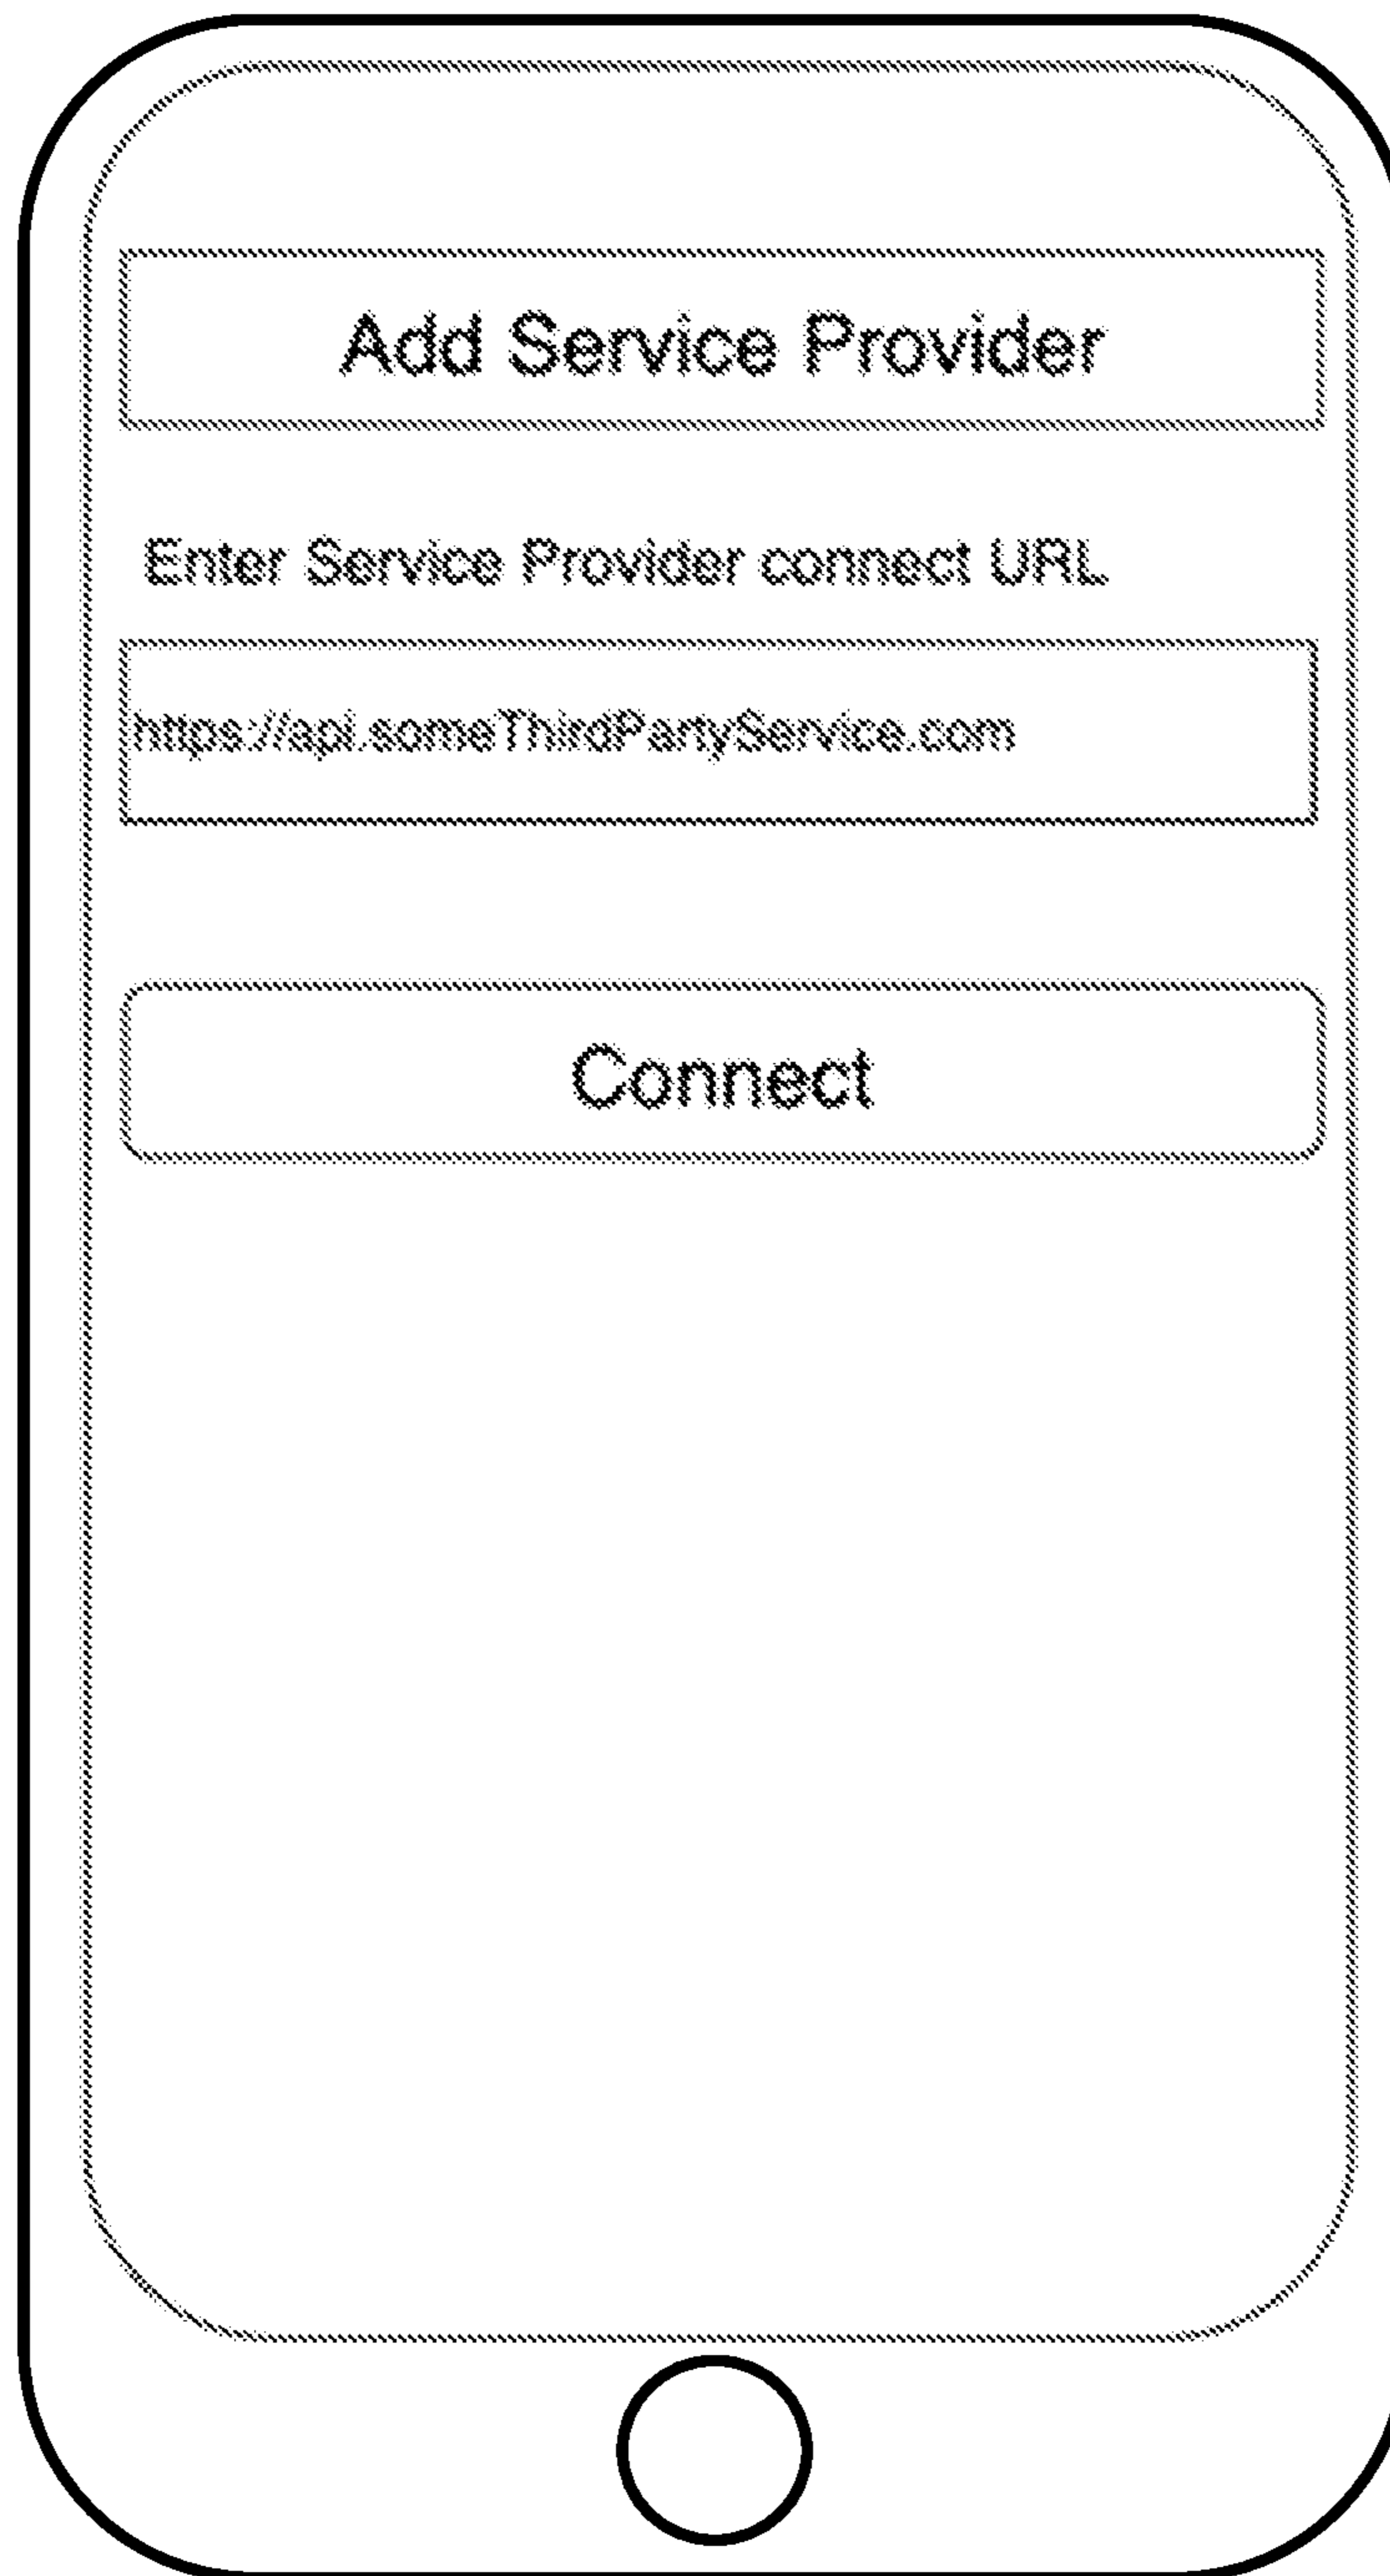 Add Service Provider
Enter Service Provider connect URL
https://api.someThirdPartyService.com
Connect